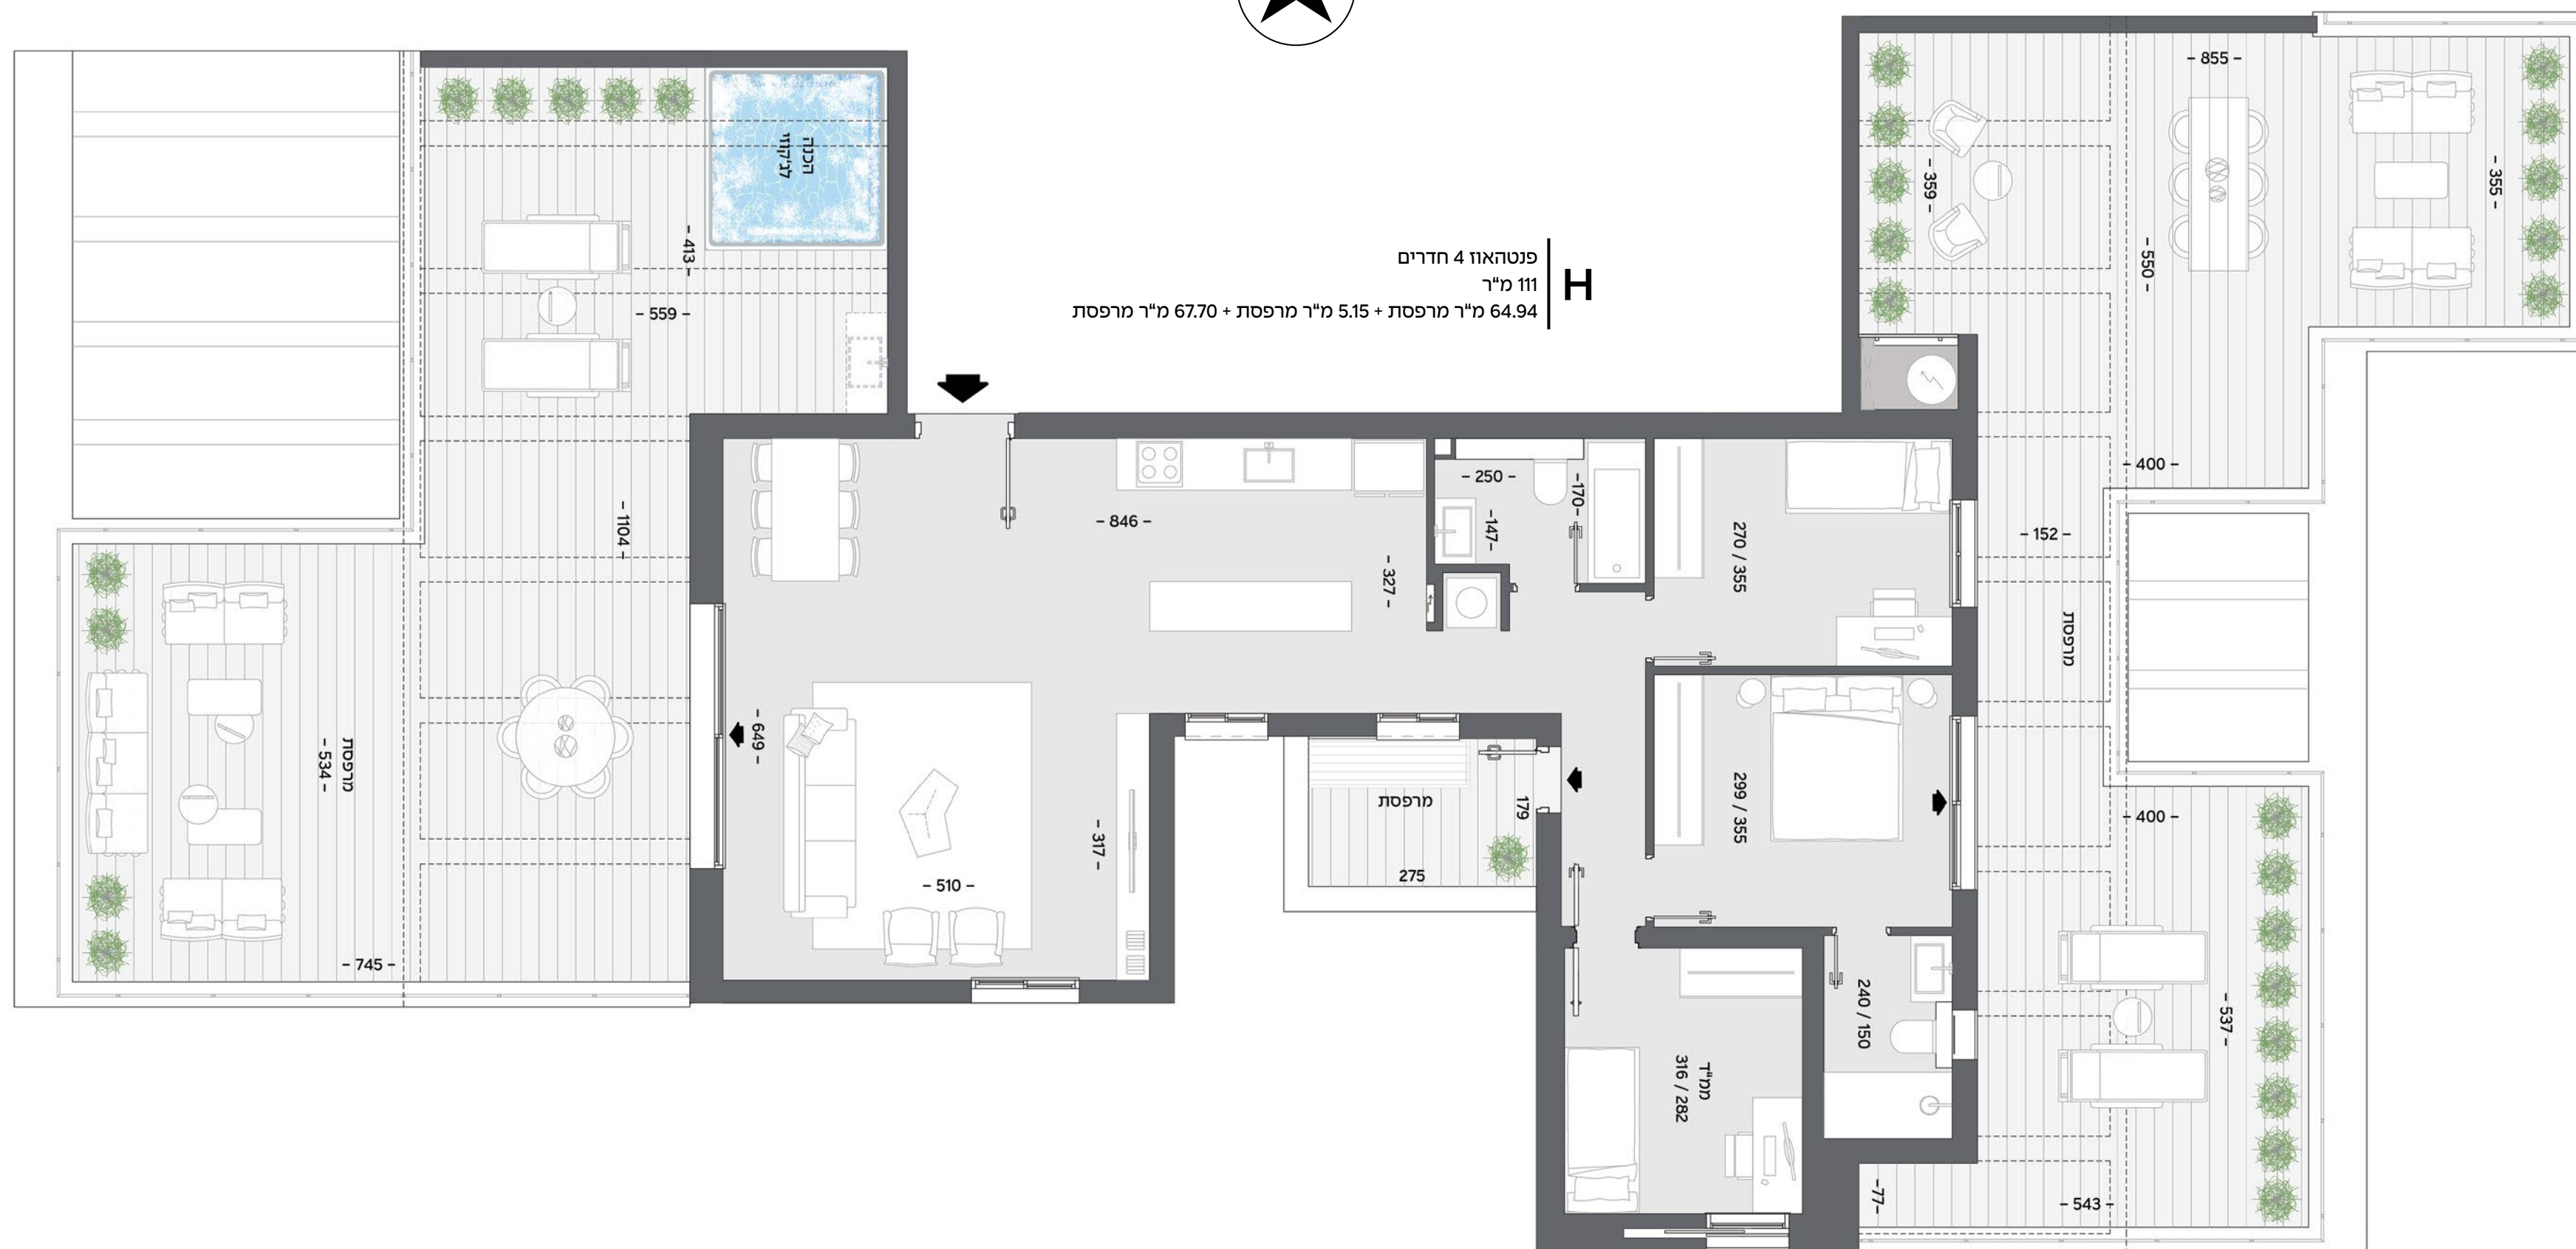 H
פנטהאוז 4 חדרים
111 מ"ר
64.94 מ"ר מרפסת + 5.15 מ"ר מרפסת + 67.70 מ"ר מרפסת
הכנה
לג'קוזי
- 413 -
- 559 -
- 1104 -
מרפסת
- 534 -
- 745 -
- 846 -
- 327 -
- 649 -
- 510 -
- 317 -
- 250 -
-170-
-147-
270 / 355
299 / 355
מרפסת
179
275
ממ"ד
316 / 282
240 / 150
- 855 -
- 359 -
- 355 -
- 550 -
- 400 -
- 152 -
מרפסת
- 400 -
- 537 -
- 543 -
-77-